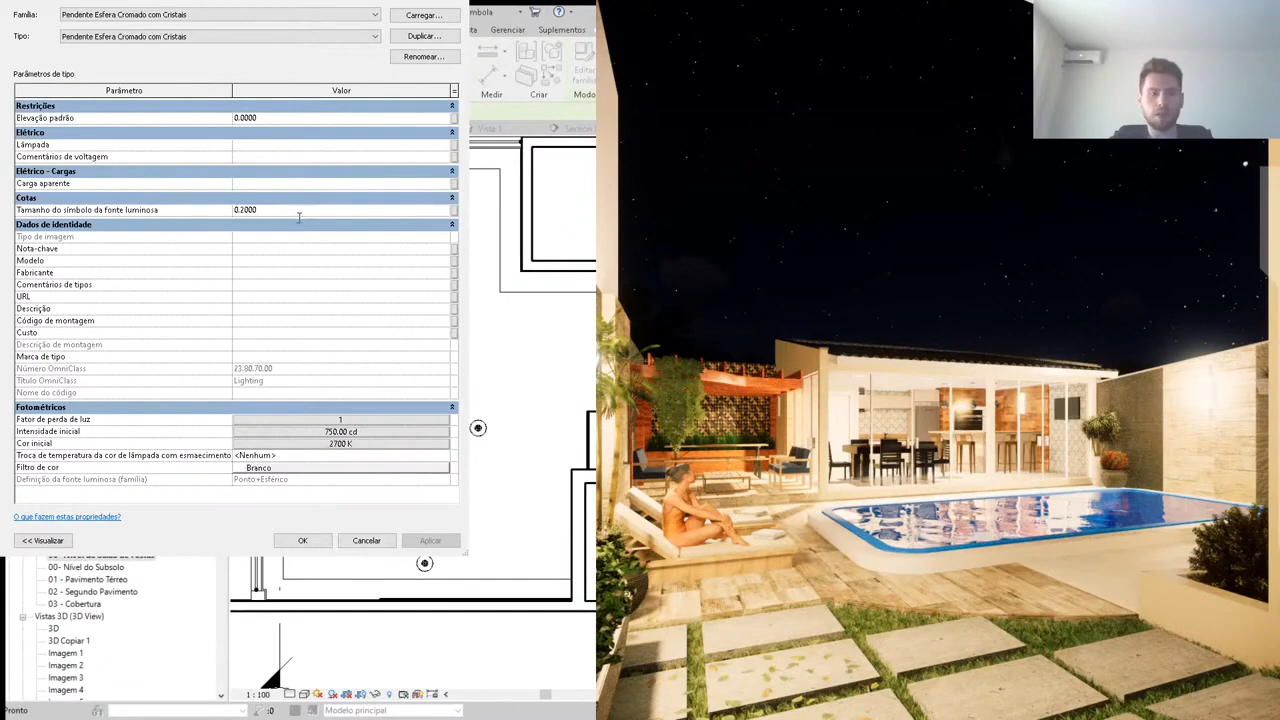 Família:
Pendente Esfera Cromado com Cristais
Carregar...
Tipo:
Pendente Esfera Cromado com Cristais
Duplicar...
Renomear...
Parâmetros de tipo
Parâmetro
Valor
=
Restrições
Elevação padrão
0.0000
Elétrico
Lâmpada
Comentários de voltagem
Elétrico - Cargas
Carga aparente
Cotas
Tamanho do símbolo da fonte luminosa
0.2000
Dados de identidade
Tipo de imagem
Nota-chave
Modelo
Fabricante
Comentários de tipos
URL
Descrição
Código de montagem
Custo
Descrição de montagem
Marca de tipo
Número OmniClass
23.80.70.00
Título OmniClass
Lighting
Nome do código
Fotométricos
Fator de perda de luz
1
Intensidade inicial
750.00 cd
Cor inicial
2700 K
Troca de temperatura da cor de lâmpada com esmaecimento
<Nenhum>
Filtro de cor
Branco
Definição da fonte luminosa (família)
Ponto+Esférico
O que fazem estas propriedades?
<< Visualizar
OK
Cancelar
Aplicar
mbola
Gerenciar
Suplementos
Editar
família
Medir
Criar
Modo
Vista 1
Section
00- Nível do Subsolo
01 - Pavimento Térreo
02 - Segundo Pavimento
03 - Cobertura
Vistas 3D (3D View)
3D
3D Copiar 1
Imagem 1
Imagem 2
Imagem 3
Imagem 4
1 : 100
Pronto
:0
Modelo principal